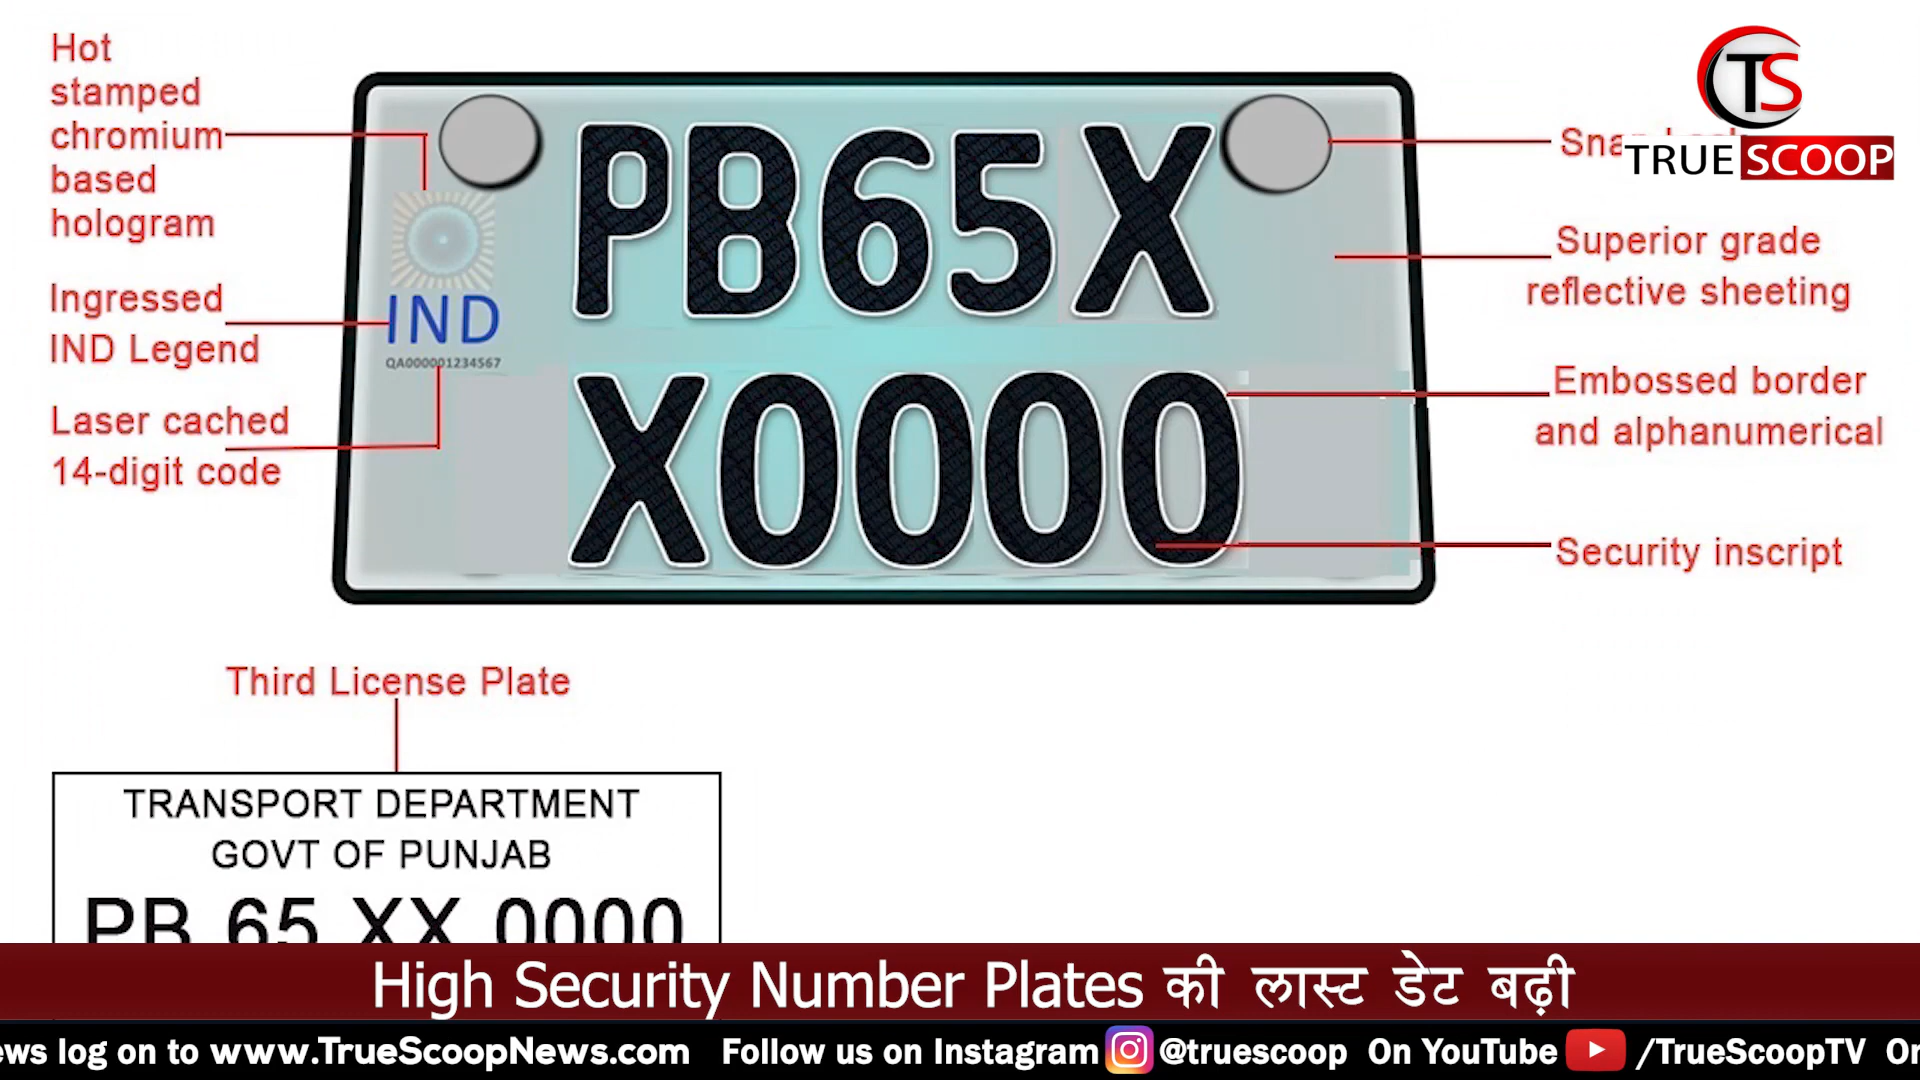 Hot
stamped
chromium
based
hologram
Ingressed
IND Legend
Laser cached
14-digit code
PB65X
IND
QA000001234567
X0000
TS
TRUE SCOOP
Superior grade
reflective sheeting
Embossed border
and alphanumerical
Security inscript
Third License Plate
TRANSPORT DEPARTMENT
GOVT OF PUNJAB
PB 65 XX 0000
High Security Number Plates की लास्ट डेट बढ़ी
log on to www.TrueScoopNews.com Follow us on Instagram @truescoop On YouTube /TrueScoopTV